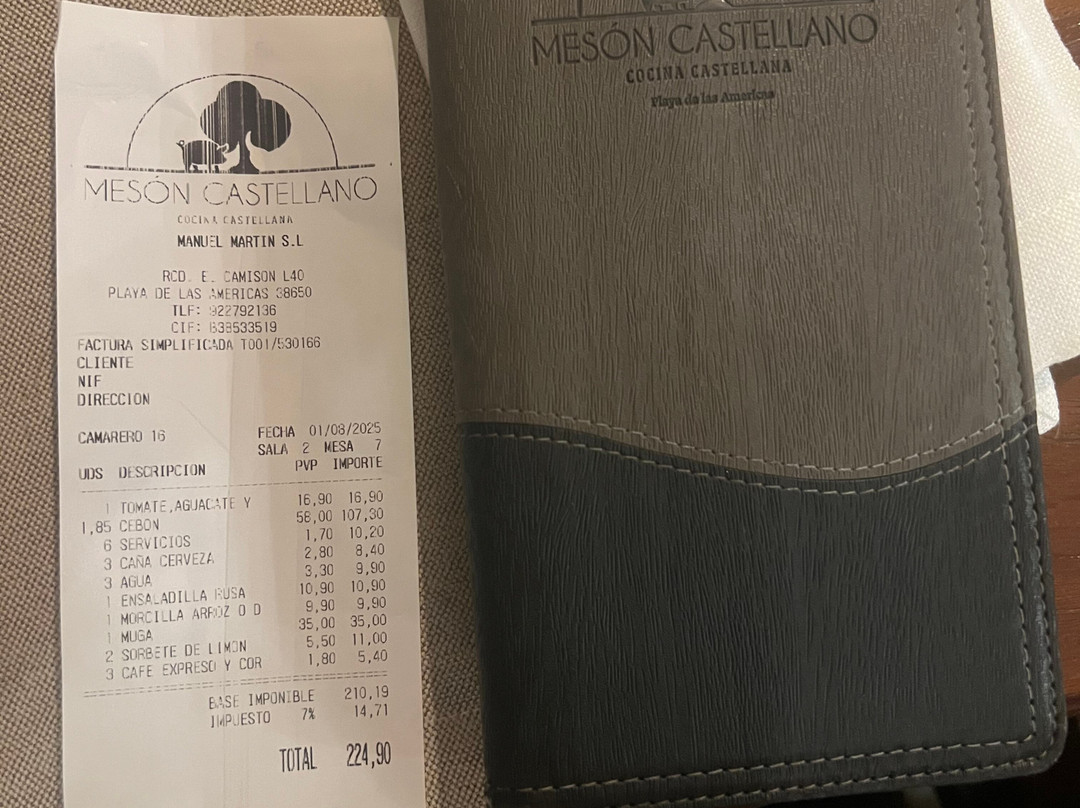 MESÓN CASTELLANO
COCINA CASTELLANA
MANUEL MARTIN S.L
RCD. E. CAMISON L40
PLAYA DE LAS AMERICAS 38650
TLF: 922792136
CIF: B38533519
FACTURA SIMPLIFICADA T001/530166
CLIENTE
NIF
DIRECCION
CAMARERO 16 FECHA 01/08/2025
SALA 2 MESA 7
UDS DESCRIPCION PVP IMPORTE
1 TOMATE,AGUACATE Y 16,90 16,90
1,85 CEBON 58,00 107,30
6 SERVICIOS 1,70 10,20
3 CAÑA CERVEZA 2,80 8,40
3 AGUA 3,30 9,90
1 ENSALADILLA RUSA 10,90 10,90
1 MORCILLA ARROZ O D 9,90 9,90
1 MUGA 35,00 35,00
2 SORBETE DE LIMON 5,50 11,00
3 CAFE EXPRESO Y COR 1,80 5,40
BASE IMPONIBLE 210,19
IMPUESTO 7% 14,71
TOTAL 224,90
MESÓN CASTELLANO
COCINA CASTELLANA
Playa de las Americas